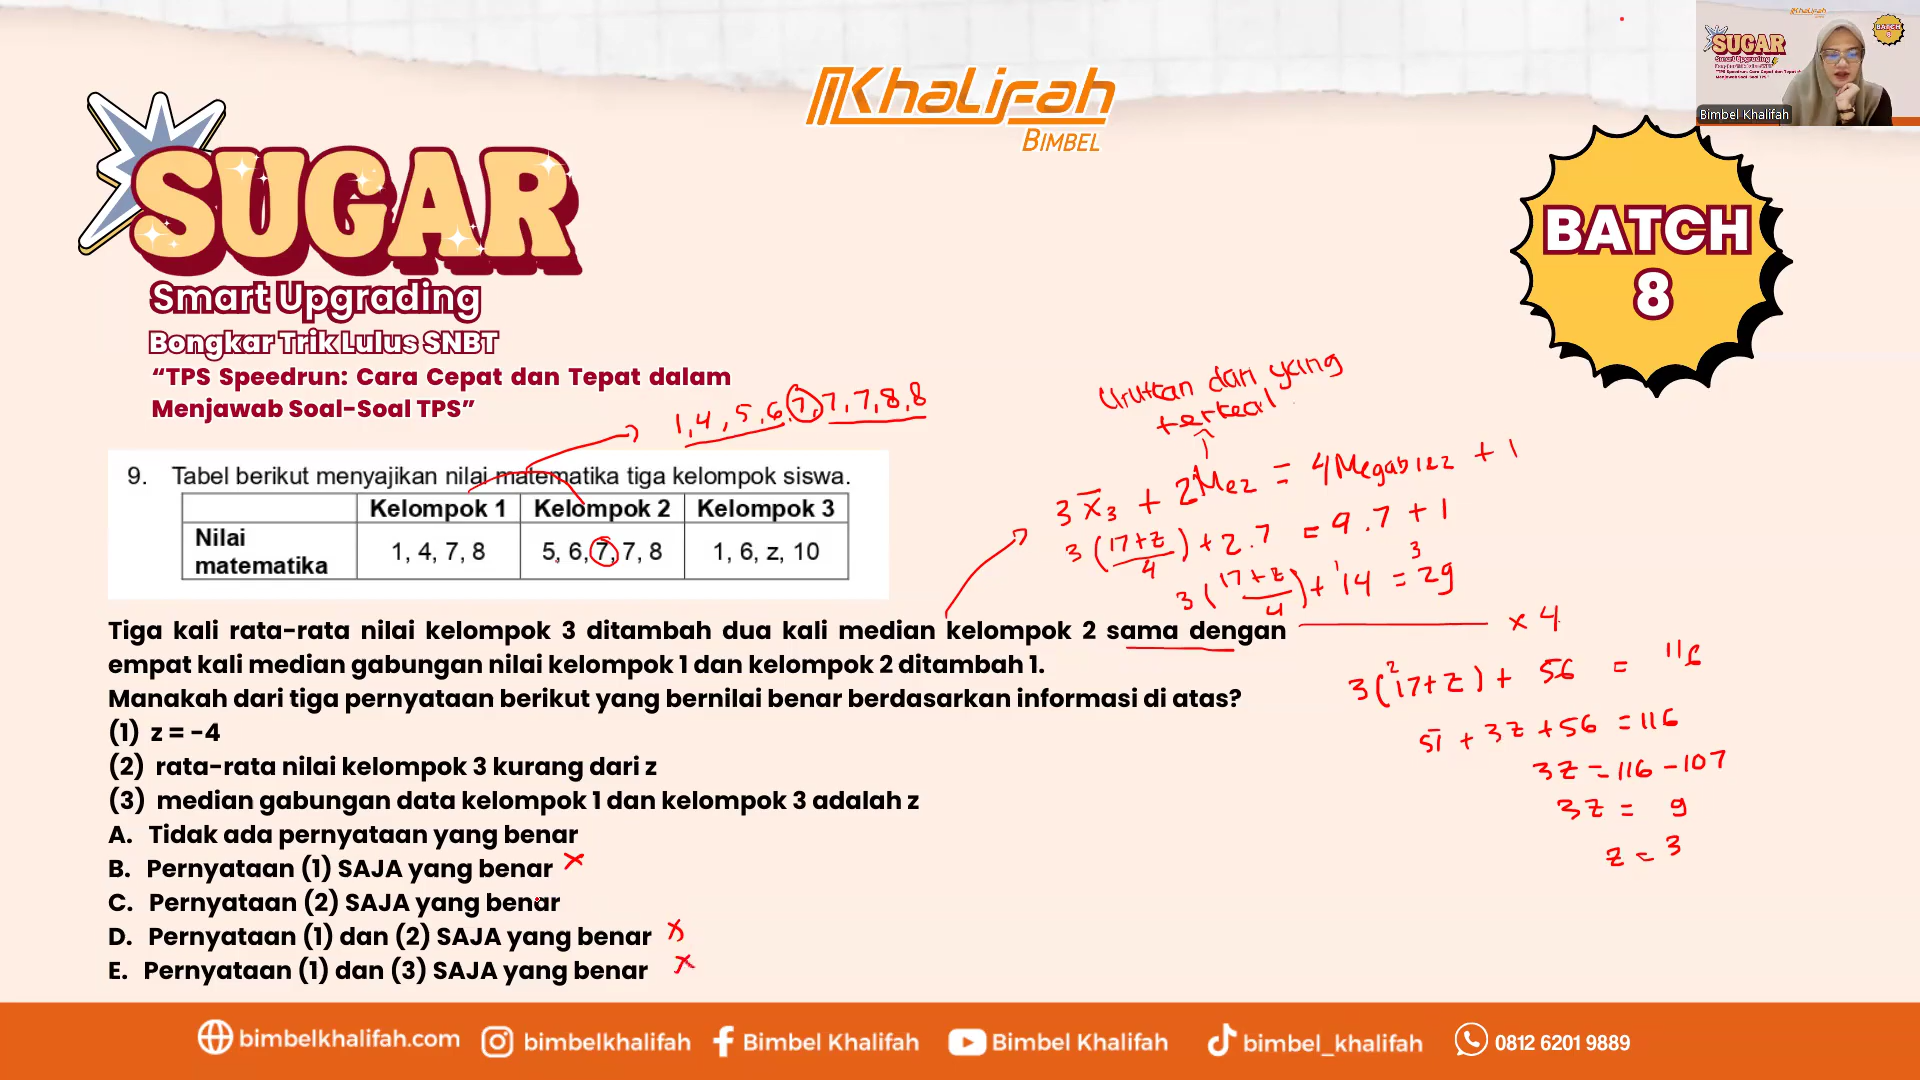 KhaLifah
BIMBEL
Bimbel Khalifah
SUGAR
Smart Upgrading
Bongkar Trik Lulus SNBT
“TPS Speedrun: Cara Cepat dan Tepat dalam
Menjawab Soal-Soal TPS”
BATCH
8
1, 4, 5, 6, 7, 7, 7, 8, 8
9. Tabel berikut menyajikan nilai matematika tiga kelompok siswa.
Kelompok 1 Kelompok 2 Kelompok 3
Nilai matematika 1, 4, 7, 8 5, 6, 7, 7, 8 1, 6, z, 10
Tiga kali rata-rata nilai kelompok 3 ditambah dua kali median kelompok 2 sama dengan
empat kali median gabungan nilai kelompok 1 dan kelompok 2 ditambah 1.
Manakah dari tiga pernyataan berikut yang bernilai benar berdasarkan informasi di atas?
(1) z = -4
(2) rata-rata nilai kelompok 3 kurang dari z
(3) median gabungan data kelompok 1 dan kelompok 3 adalah z
A. Tidak ada pernyataan yang benar
B. Pernyataan (1) SAJA yang benar x
C. Pernyataan (2) SAJA yang benar
D. Pernyataan (1) dan (2) SAJA yang benar x
E. Pernyataan (1) dan (3) SAJA yang benar x
dari yang
3 x̄3 + 2Me2 = 4Me + 1
3 (17+z/4) + 2.7 = 9.7 + 1
3 (17+z/4) + 14 = 29
x 4
3 (17+z) + 56 = 116
51 + 3z + 56 = 116
3z = 116 - 107
3z = 9
z = 3
bimbelkhalifah.com bimbelkhalifah Bimbel Khalifah Bimbel Khalifah bimbel_khalifah 0812 6201 9889